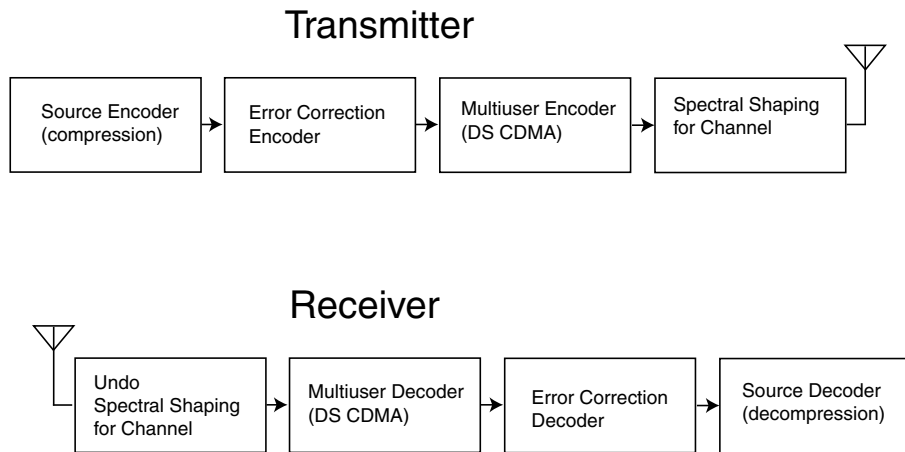 Transmitter
Source Encoder
(compression)
Error Correction
Encoder
Multiuser Encoder
(DS CDMA)
Spectral Shaping
for Channel
Receiver
Undo
Spectral Shaping
for Channel
Multiuser Decoder
(DS CDMA)
Error Correction
Decoder
Source Decoder
(decompression)